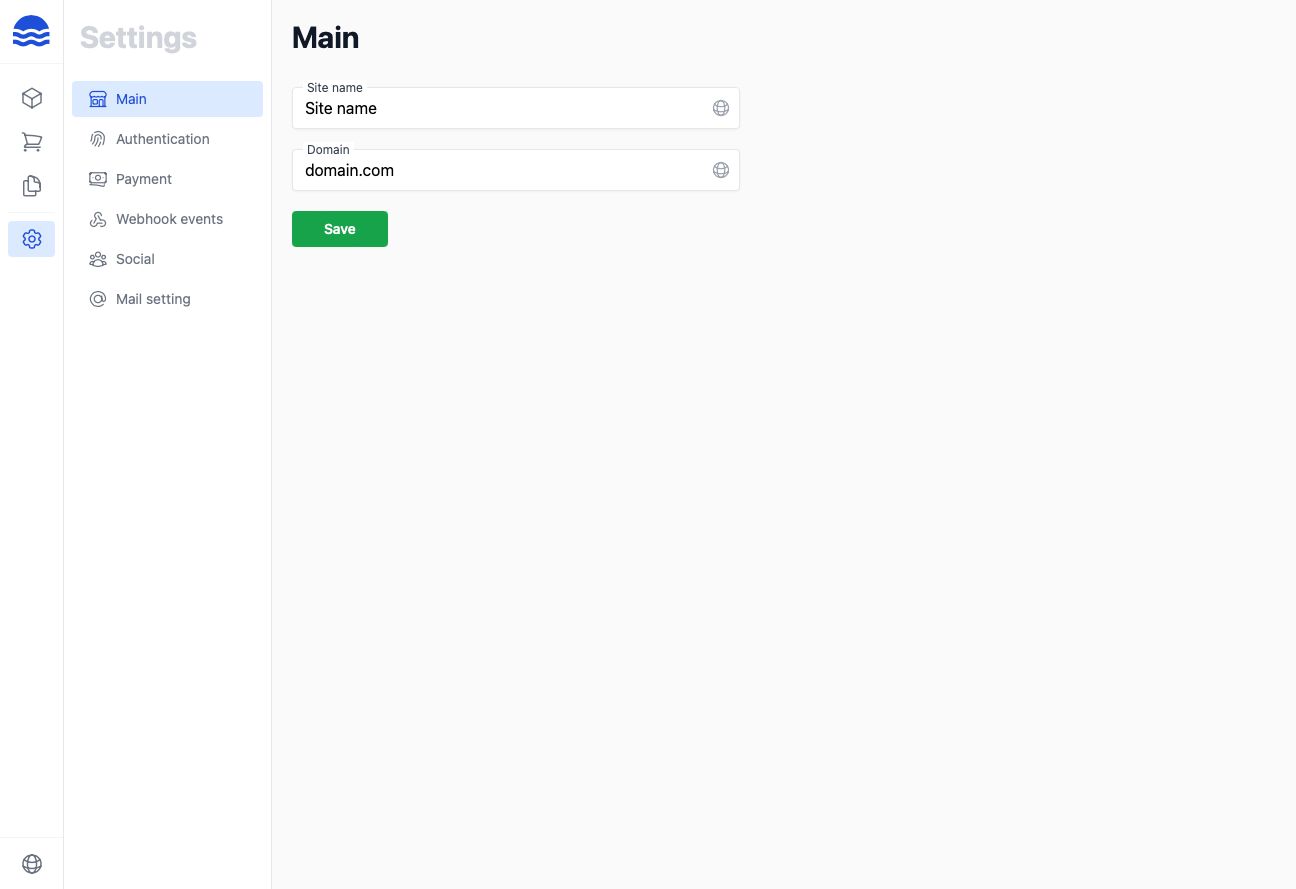 Settings
Main
Authentication
Payment
Webhook events
Social
Mail setting
Main
Site name
Site name
Domain
domain.com
Save